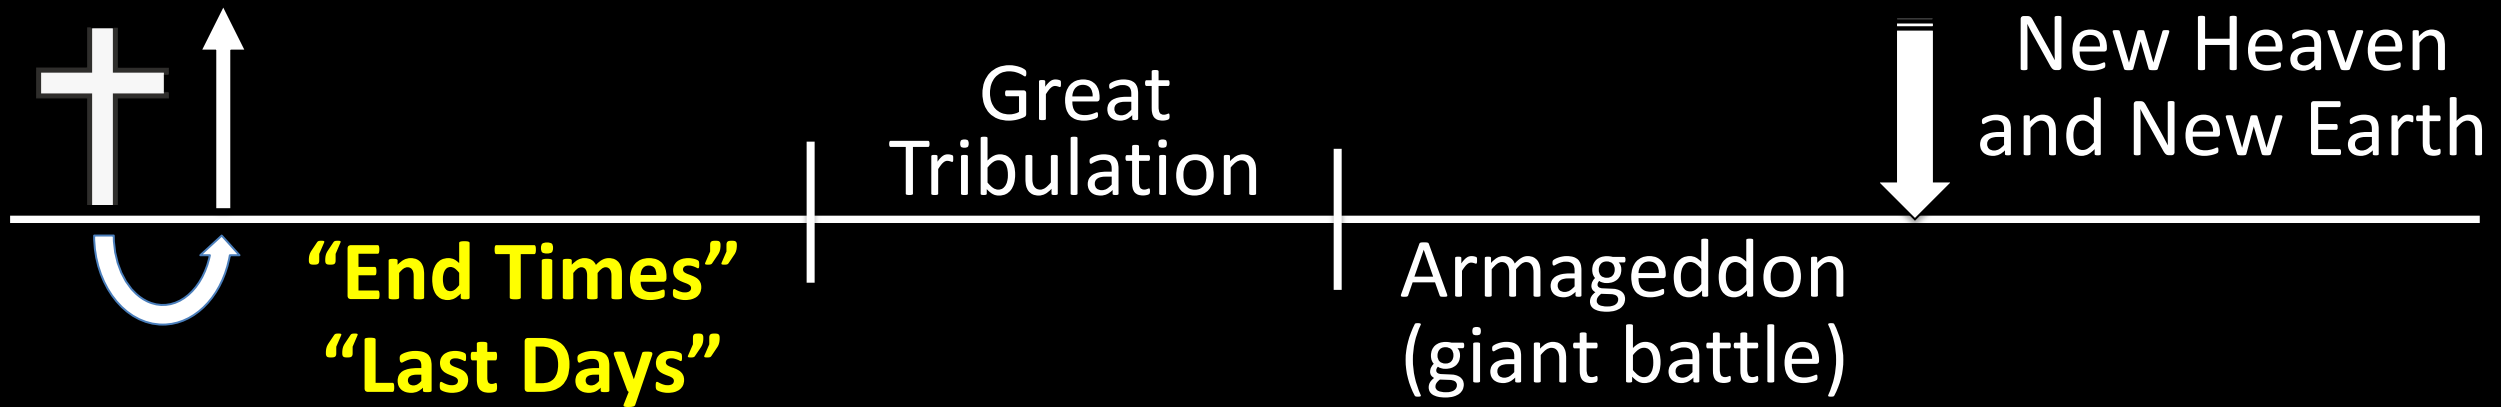 Great
Tribulation
New Heaven
and New Earth
“End Times”
“Last Days”
Armageddon
(giant battle)